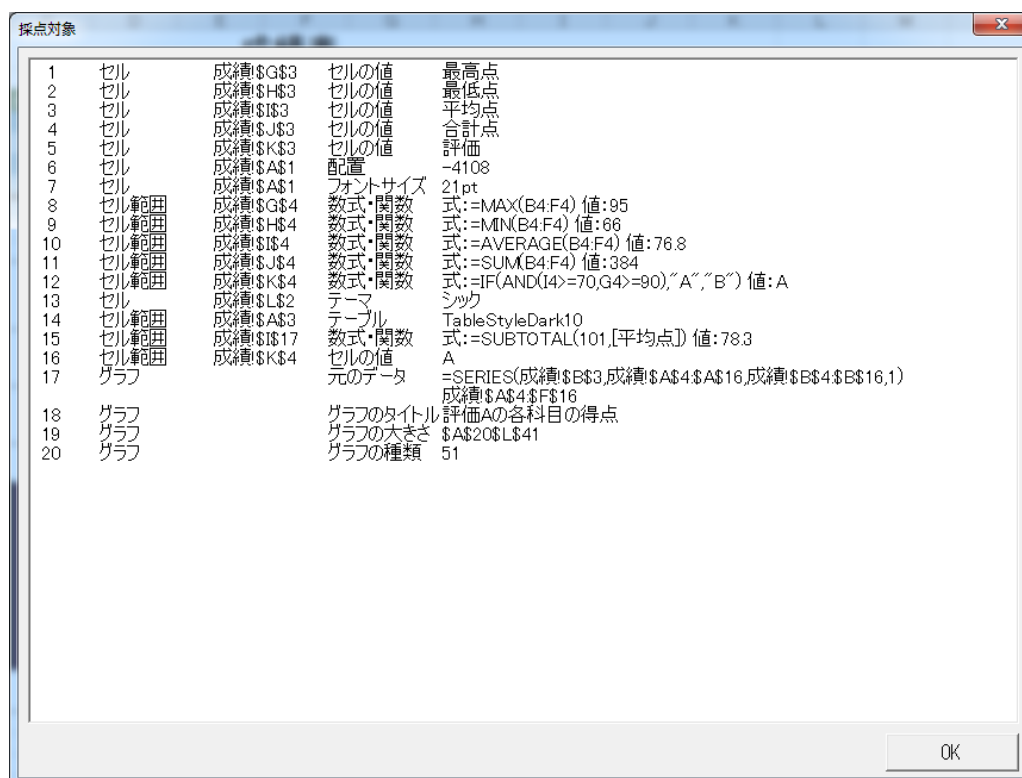 採点対象
1 セル 成績!$G$3 セルの値 最高点
2 セル 成績!$H$3 セルの値 最低点
3 セル 成績!$I$3 セルの値 平均点
4 セル 成績!$J$3 セルの値 合計点
5 セル 成績!$K$3 セルの値 評価
6 セル 成績!$A$1 配置 -4108
7 セル 成績!$A$1 フォントサイズ 21pt
8 セル範囲 成績!$G$4 数式・関数 式:=MAX(B4:F4) 値:95
9 セル範囲 成績!$H$4 数式・関数 式:=MIN(B4:F4) 値:66
10 セル範囲 成績!$I$4 数式・関数 式:=AVERAGE(B4:F4) 値:76.8
11 セル範囲 成績!$J$4 数式・関数 式:=SUM(B4:F4) 値:384
12 セル範囲 成績!$K$4 数式・関数 式:=IF(AND(I4>=70,G4>=90),"A","B") 値:A
13 セル 成績!$L$2 テーマ シック
14 セル範囲 成績!$A$3 テーブル TableStyleDark10
15 セル範囲 成績!$I$17 数式・関数 式:=SUBTOTAL(101,[平均点]) 値:78.3
16 セル範囲 成績!$K$4 セルの値 A
17 グラフ 元のデータ =SERIES(成績!$B$3,成績!$A$4:$A$16,成績!$B$4:$B$16,1)
成績!$A$4:$F$16
18 グラフ グラフのタイトル 評価Aの各科目の得点
19 グラフ グラフの大きさ $A$20$L$41
20 グラフ グラフの種類 51
OK